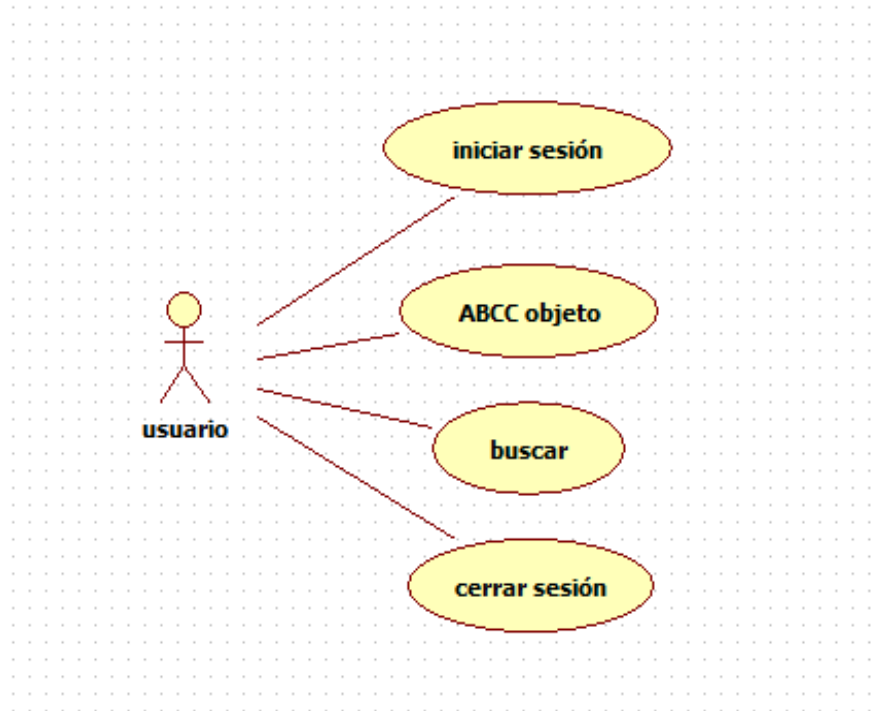 iniciar sesión
ABCC objeto
usuario
buscar
cerrar sesión